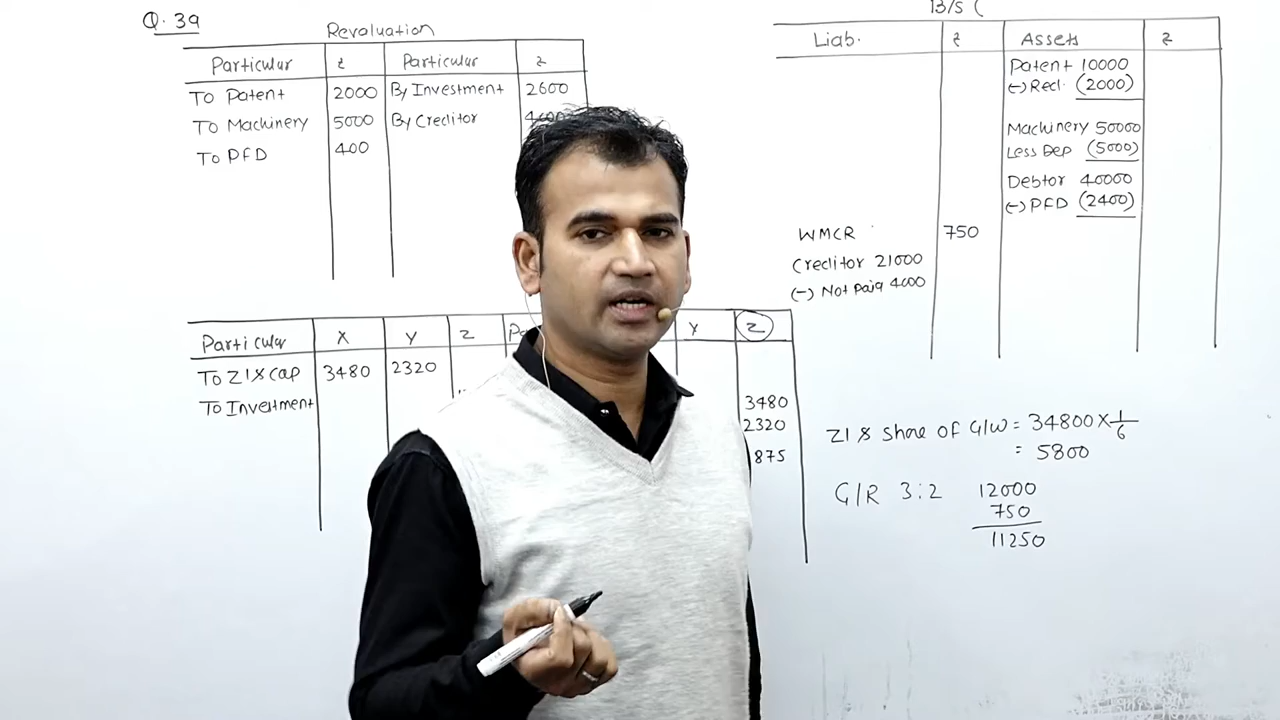 Q. 39
Revaluation
Particular ₹ Particular ₹
To Patent 2000 By Investment 2600
To Machinery 5000 By Creditor 4000
To PFD 400
Particular X Y Z Y Z
To Z's cap 3480 2320
To Investment
3480
2320
875
B/S (
Liab. ₹ Assets ₹
Patent 10000
(-) Recl. (2000)
Machinery 50000
Less Dep (5000)
Debtor 40000
(-) PFD (2400)
WMCR 750
Creditor 21000
(-) Not paid 4000
Z's share of G/W = 34800 × 1/6
= 5800
G/R 3:2 12000
750
11250